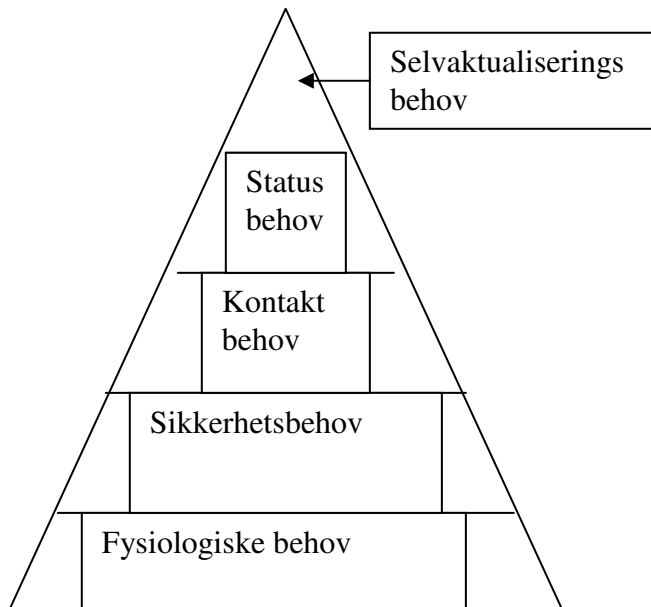 Selvaktualiserings
behov
Status
behov
Kontakt
behov
Sikkerhetsbehov
Fysiologiske behov